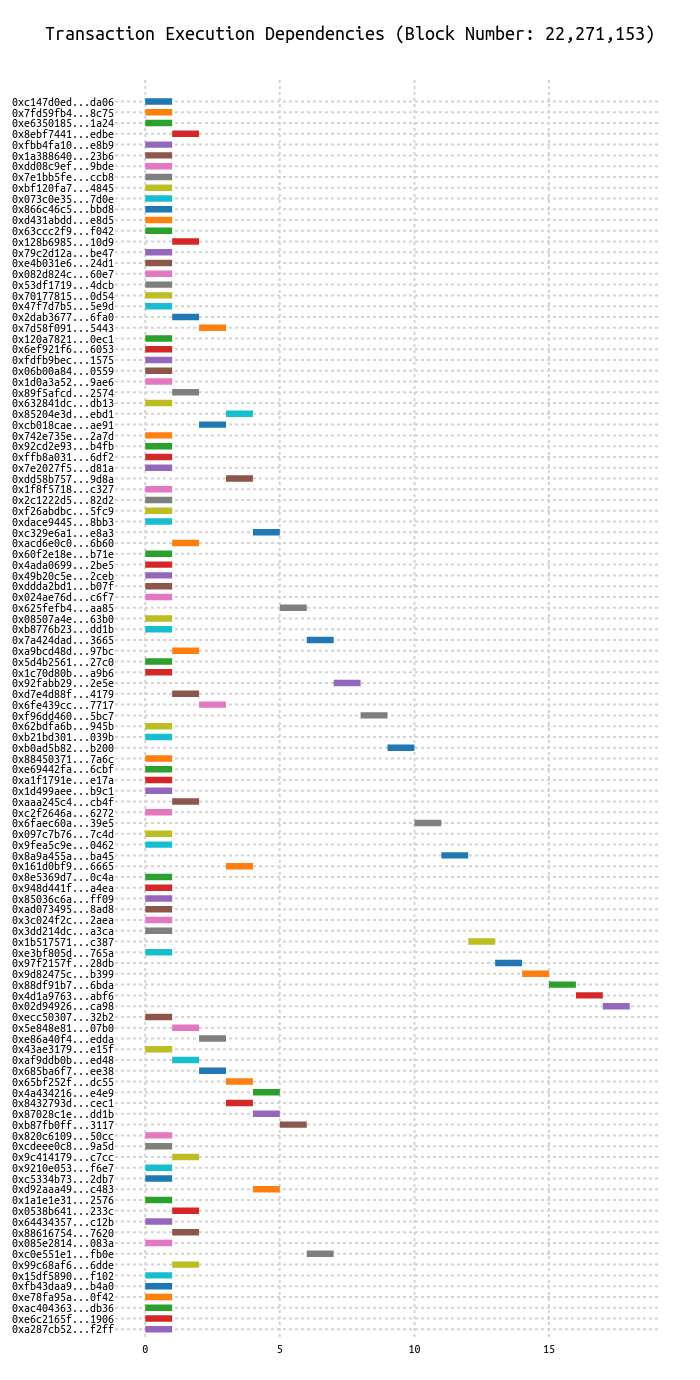 Transaction Execution Dependencies (Block Number: 22,271,153)
0xc147d0ed...da06
0x7fd59fb4...8c75
0xe6350185...1a24
0x8ebf7441...edbe
0xfbb4fa10...e8b9
0x1a388640...23b6
0xdd08c9ef...9bde
0x7e1bb5fe...ccb8
0xbf120fa7...4845
0x073c0e35...7d0e
0x866c46c5...bbd8
0xd431abdd...e8d5
0x63ccc2f9...f042
0x128b6985...10d9
0x79c2d12a...be47
0xe4b031e6...24d1
0x082d824c...60e7
0x53df1719...4dcb
0x70177815...0d54
0x47f7d7b5...5e9d
0x2dab3677...6fa0
0x7d58f091...5443
0x120a7821...0ec1
0x6ef921f6...6053
0xfdfb9bec...1575
0x06b00a84...0559
0x1d0a3a52...9ae6
0x89f5afcd...2574
0x632841dc...db13
0x85204e3d...ebd1
0xcb018cae...ae91
0x742e735e...2a7d
0x92cd2e93...b4fb
0xffb8a031...6df2
0x7e2027f5...d81a
0xdd58b757...9d8a
0x1f8f5718...c327
0x2c1222d5...82d2
0xf26abdbc...5fc9
0xdace9445...8bb3
0xc329e6a1...e8a3
0xacd6e0c0...6b60
0x60f2e18e...b71e
0x4ada0699...2be5
0x49b20c5e...2ceb
0xddda2bd1...b07f
0x024ae76d...c6f7
0x625fefb4...aa85
0x08507a4e...63b0
0xb8776b23...dd1b
0x7a424dad...3665
0xa9bcd48d...97bc
0x5d4b2561...27c0
0x1c70d80b...a9b6
0x92fabb29...2e5e
0xd7e4d88f...4179
0x6fe439cc...7717
0xf96dd460...5bc7
0x62bdfa6b...945b
0xb21bd301...039b
0xb0ad5b82...b200
0x88450371...7a6c
0xe69442fa...6cbf
0xa1f1791e...e17a
0x1d499aee...b9c1
0xaaa245c4...cb4f
0xc2f2646a...6272
0x6faec60a...39e5
0x097c7b76...7c4d
0x9fea5c9e...0462
0x8a9a455a...ba45
0x161d0bf9...6665
0x8e5369d7...0c4a
0x948d441f...a4ea
0x85036c6a...ff09
0xad073495...8ad8
0x3c024f2c...2aea
0x3dd214dc...a3ca
0x1b517571...c387
0xe3bf805d...765a
0x97f2157f...28db
0x9d82475c...b399
0x88df91b7...6bda
0x4d1a9763...abf6
0x02d94926...ca98
0xecc50307...32b2
0x5e848e81...07b0
0xe86a40f4...edda
0x43ae3179...e15f
0xaf9ddb0b...ed48
0x685ba6f7...ee38
0x65bf252f...dc55
0x4a434216...e4e9
0x8432793d...cec1
0x87028c1e...dd1b
0xb87fb0ff...3117
0x820c6109...50cc
0xcdeee0c8...9a5d
0x9c414179...c7cc
0x9210e053...f6e7
0xc5334b73...2db7
0xd92aaa49...c483
0x1a1e1e31...2576
0x0538b641...233c
0x64434357...c12b
0x88616754...7620
0x085e2814...083a
0xc0e551e1...fb0e
0x99c68af6...6dde
0x15df5890...f102
0xfb43daa9...b4a0
0xe78fa95a...0f42
0xac404363...db36
0xe6c2165f...1906
0xa287cb52...f2ff
0 5 10 15